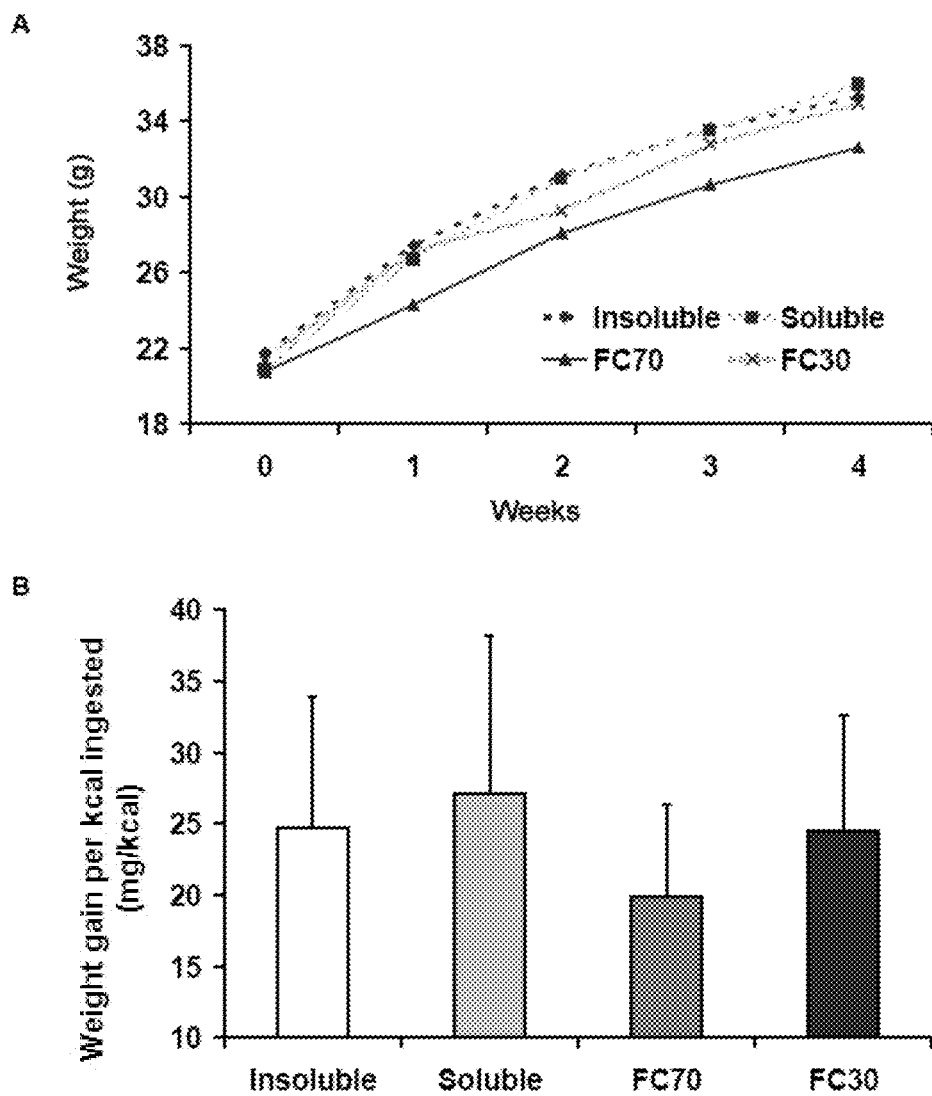 A
38
34
30
26
22
18
Weight (g)
Insoluble Soluble
FC70 FC30
0 1 2 3 4
Weeks
B
40
35
30
25
20
15
10
Weight gain per kcal ingested
(mg/kcal)
Insoluble Soluble FC70 FC30